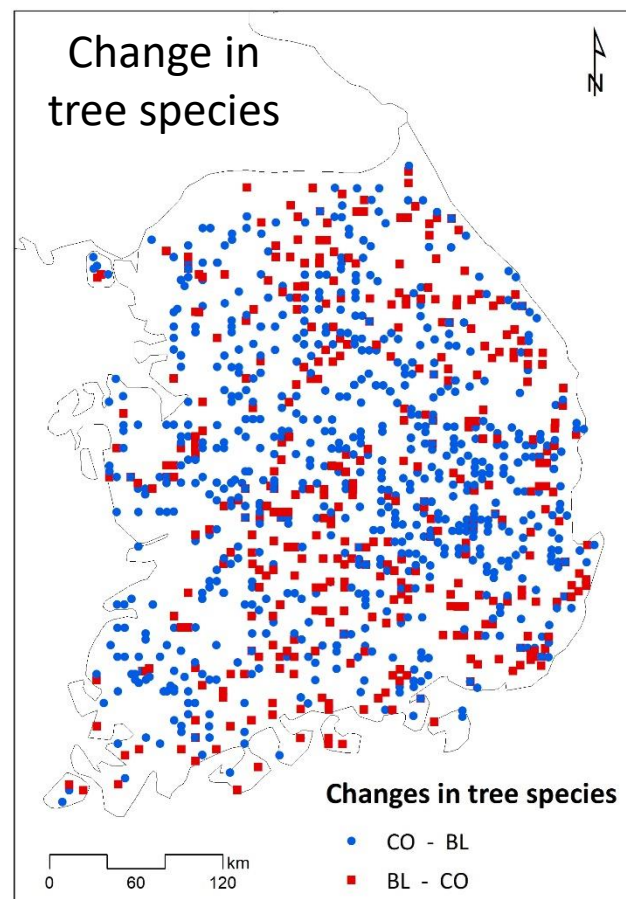 Change in
tree species
N
Changes in tree species
CO - BL
BL - CO
km
0 60 120